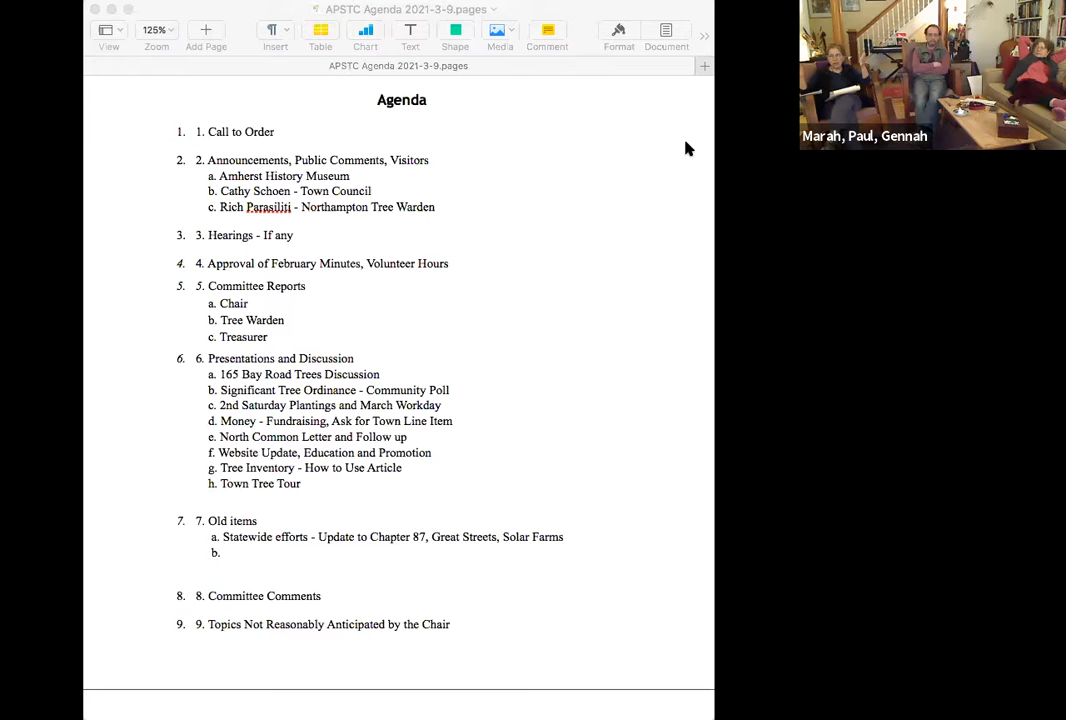 APSTC Agenda 2021-3-9.pages
125%
View
Zoom
Add Page
Insert
Table
Chart
Text
Shape
Media
Comment
Format
Document
APSTC Agenda 2021-3-9.pages
Agenda
1. 1. Call to Order
2. 2. Announcements, Public Comments, Visitors
a. Amherst History Museum
b. Cathy Schoen - Town Council
c. Rich Parasiliti - Northampton Tree Warden
3. 3. Hearings - If any
4. 4. Approval of February Minutes, Volunteer Hours
5. 5. Committee Reports
a. Chair
b. Tree Warden
c. Treasurer
6. 6. Presentations and Discussion
a. 165 Bay Road Trees Discussion
b. Significant Tree Ordinance - Community Poll
c. 2nd Saturday Plantings and March Workday
d. Money - Fundraising, Ask for Town Line Item
e. North Common Letter and Follow up
f. Website Update, Education and Promotion
g. Tree Inventory - How to Use Article
h. Town Tree Tour
7. 7. Old items
a. Statewide efforts - Update to Chapter 87, Great Streets, Solar Farms
b.
8. 8. Committee Comments
9. 9. Topics Not Reasonably Anticipated by the Chair
Marah, Paul, Gennah